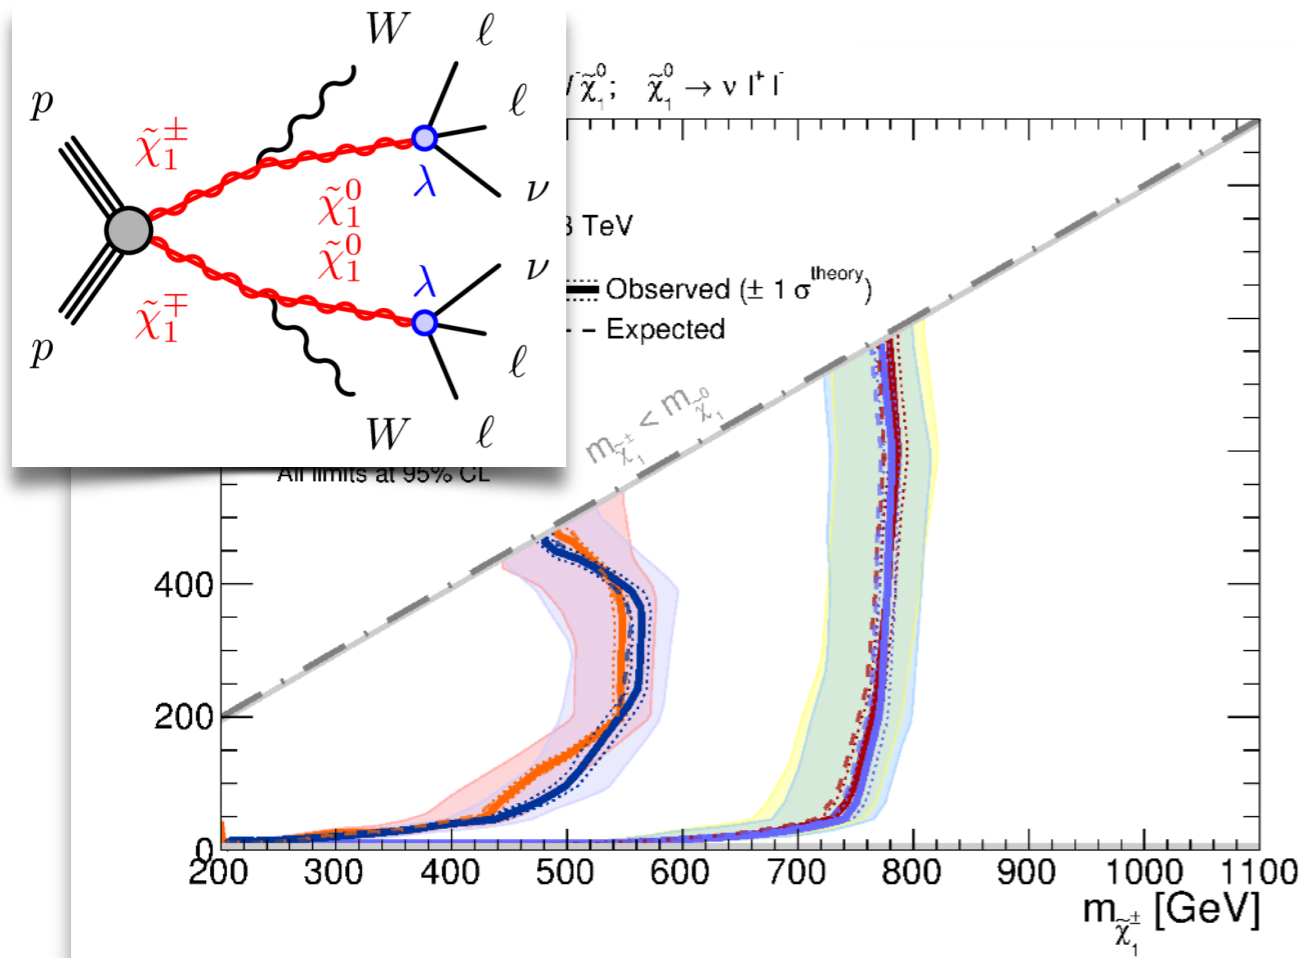 W ℓ
ℓ
p
χ̃₁^±
λ ν
χ̃₁⁰
χ̃₁⁰
λ ν
χ̃₁^∓
p ℓ
W ℓ
χ̃₁⁰; χ̃₁⁰ → ν l⁺ l⁻
TeV
Observed (± 1 σ^theory)
Expected
m_χ̃₁^± < m_χ̃₁⁰
All limits at 95% CL
400
200
0
200 300 400 500 600 700 800 900 1000 1100
m_χ̃₁^± [GeV]